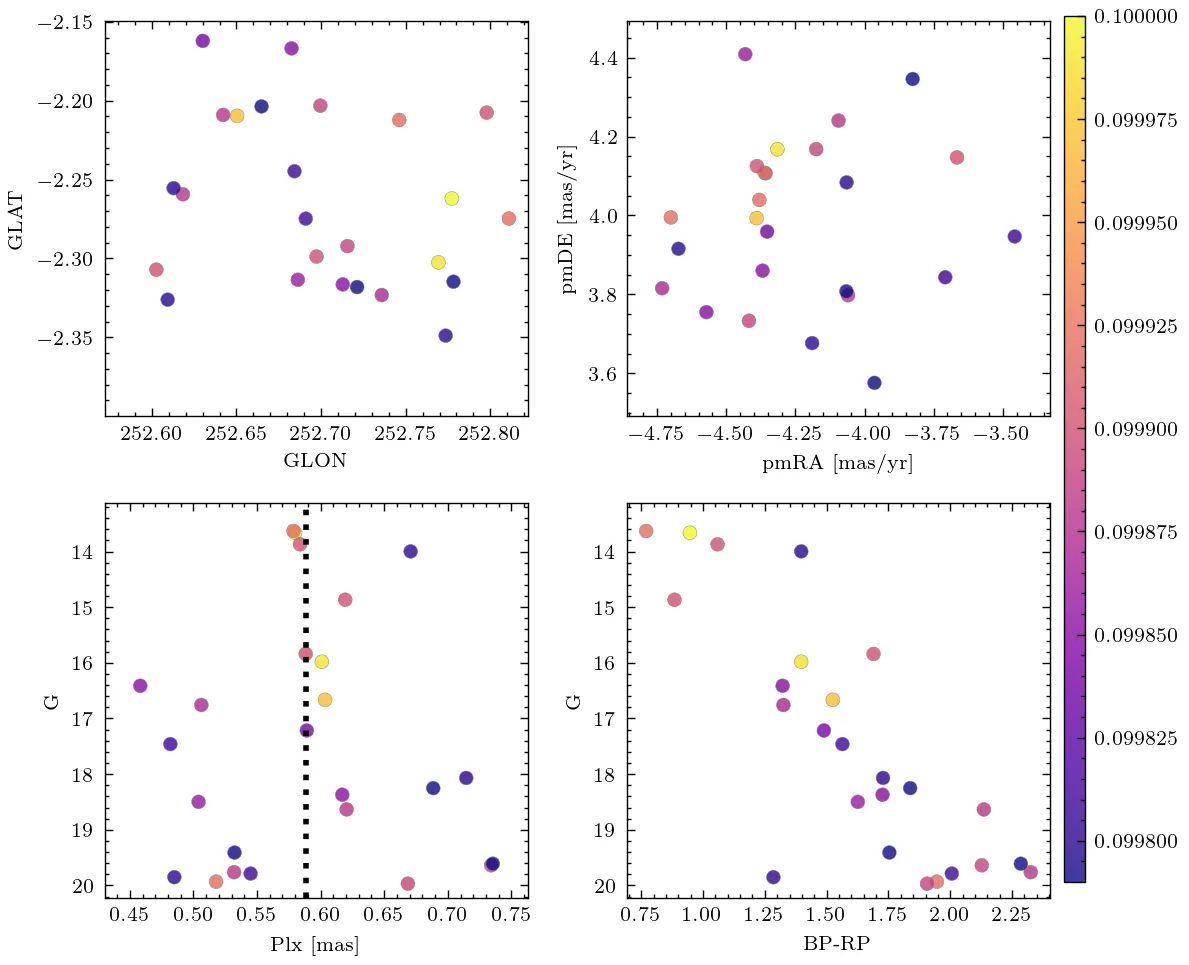 −2.15
−2.20
−2.25
−2.30
−2.35
GLAT
252.60 252.65 252.70 252.75 252.80
GLON
4.4
4.2
4.0
3.8
3.6
pmDE [mas/yr]
−4.75 −4.50 −4.25 −4.00 −3.75 −3.50
pmRA [mas/yr]
14
15
16
17
18
19
20
G
0.45 0.50 0.55 0.60 0.65 0.70 0.75
Plx [mas]
14
15
16
17
18
19
20
G
0.75 1.00 1.25 1.50 1.75 2.00 2.25
BP-RP
0.100000
0.099975
0.099950
0.099925
0.099900
0.099875
0.099850
0.099825
0.099800